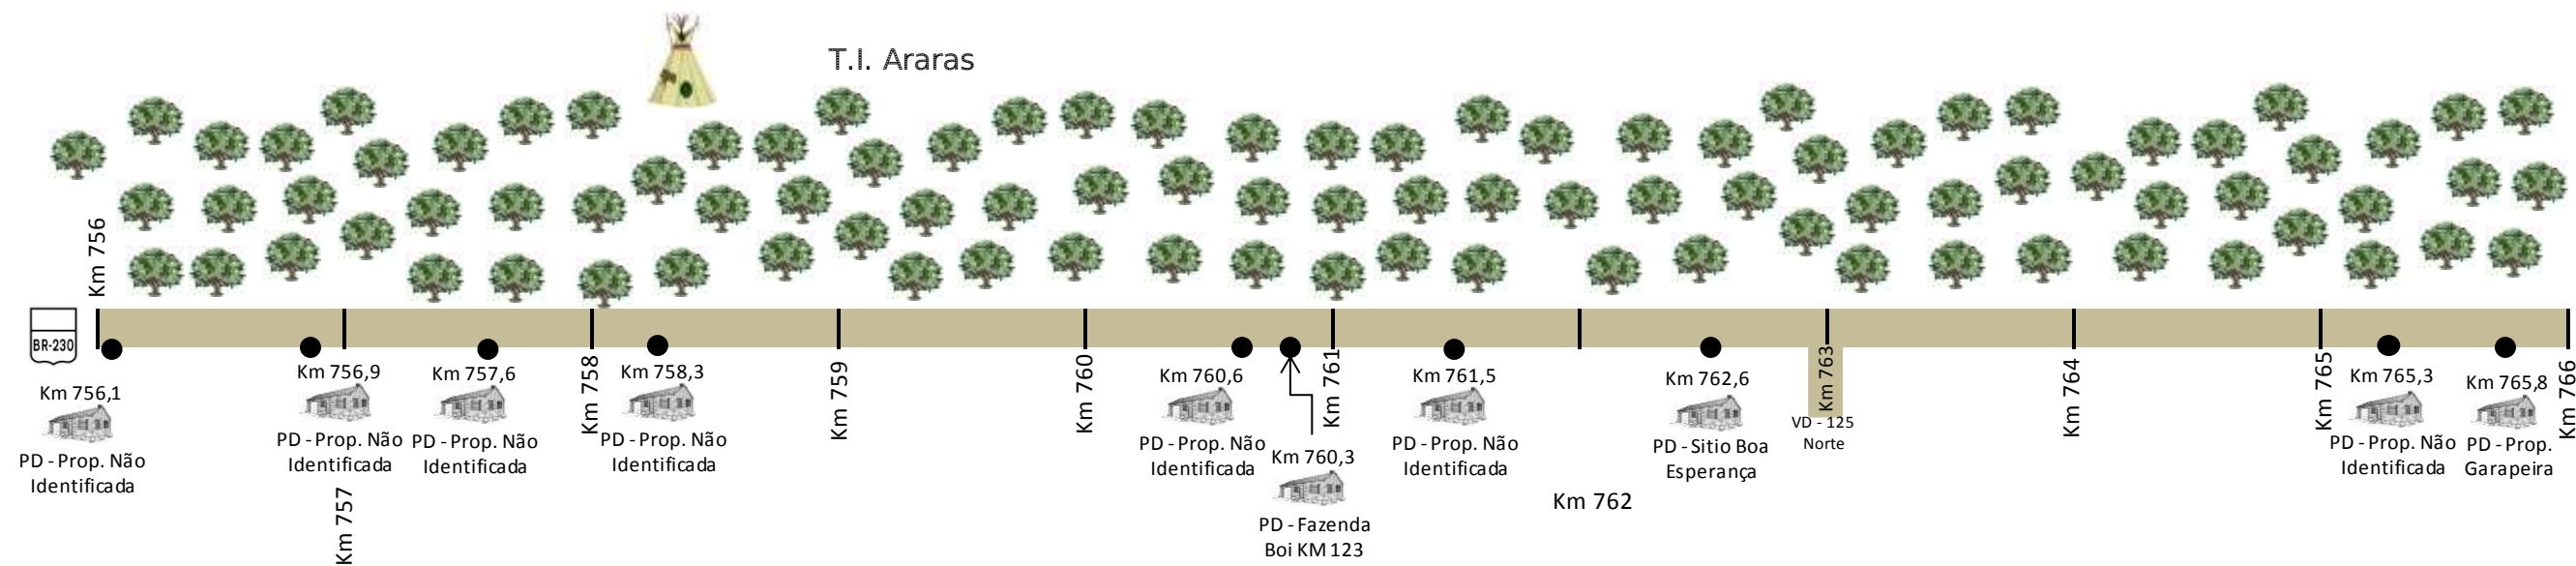 T.I. Araras
Km 756
BR-230
Km 756,1
PD - Prop. Não
Identificada
Km 756,9
PD - Prop. Não
Identificada
Km 757
Km 757,6
PD - Prop. Não
Identificada
Km 758
Km 758,3
PD - Prop. Não
Identificada
Km 759
Km 760
Km 760,6
PD - Prop. Não
Identificada
Km 760,3
PD - Fazenda
Boi KM 123
Km 761
Km 761,5
PD - Prop. Não
Identificada
Km 762
Km 762,6
PD - Sitio Boa
Esperança
Km 763
VD - 125
Norte
Km 764
Km 765
Km 765,3
PD - Prop. Não
Identificada
Km 765,8
PD - Prop.
Garapeira
Km 766